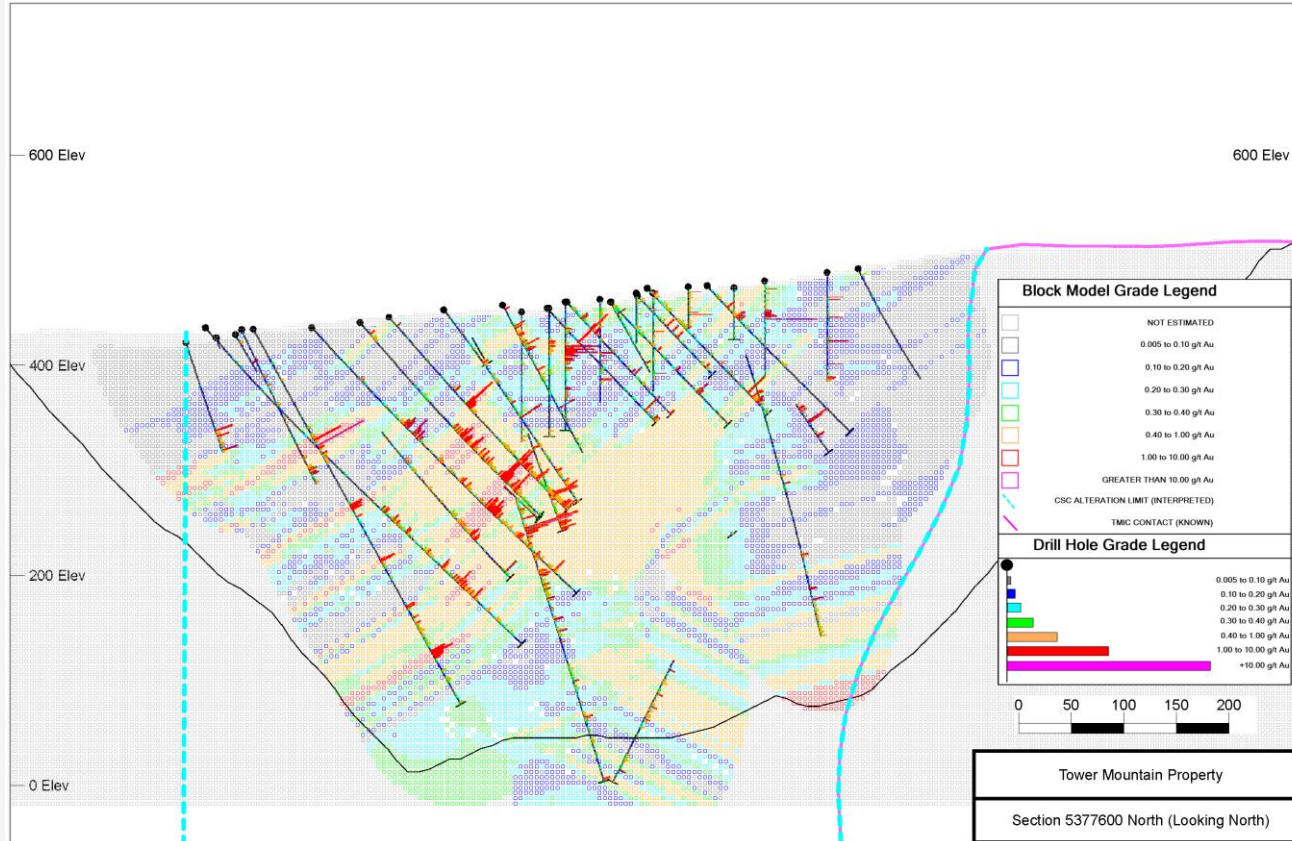 600 Elev
600 Elev
400 Elev
200 Elev
0 Elev
Block Model Grade Legend
NOT ESTIMATED
0.005 to 0.10 g/t Au
0.10 to 0.20 g/t Au
0.20 to 0.30 g/t Au
0.30 to 0.40 g/t Au
0.40 to 1.00 g/t Au
1.00 to 10.00 g/t Au
GREATER THAN 10.00 g/t Au
CSC ALTERATION LIMIT (INTERPRETED)
TMIC CONTACT (KNOWN)
Drill Hole Grade Legend
0.005 to 0.10 g/t Au
0.10 to 0.20 g/t Au
0.20 to 0.30 g/t Au
0.30 to 0.40 g/t Au
0.40 to 1.00 g/t Au
1.00 to 10.00 g/t Au
+10.00 g/t Au
0 50 100 150 200
Tower Mountain Property
Section 5377600 North (Looking North)